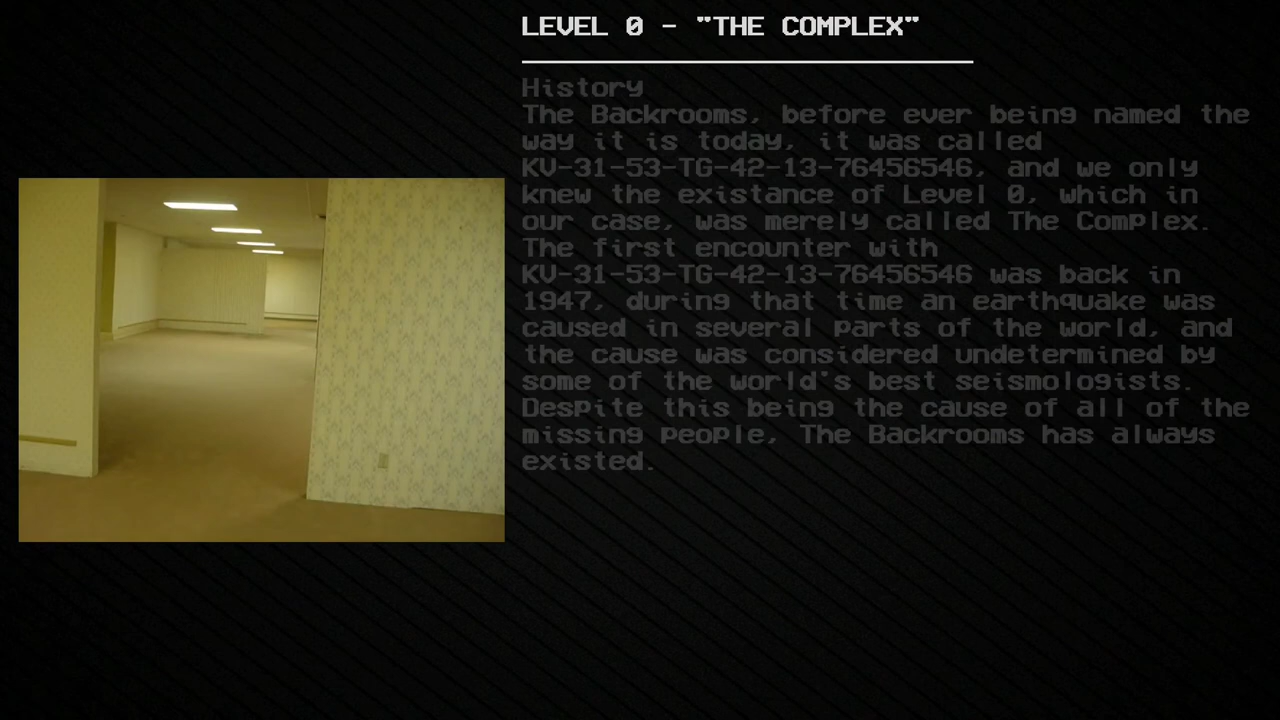 LEVEL 0 - "THE COMPLEX"
History
The Backrooms, before ever being named the
way it is today, it was called
KV-31-53-TG-42-13-76456546, and we only
knew the existance of Level 0, which in
our case, was merely called The Complex.
The first encounter with
KV-31-53-TG-42-13-76456546 was back in
1947, during that time an earthquake was
caused in several parts of the world, and
the cause was considered undetermined by
some of the world's best seismologists.
Despite this being the cause of all of the
missing people, The Backrooms has always
existed.